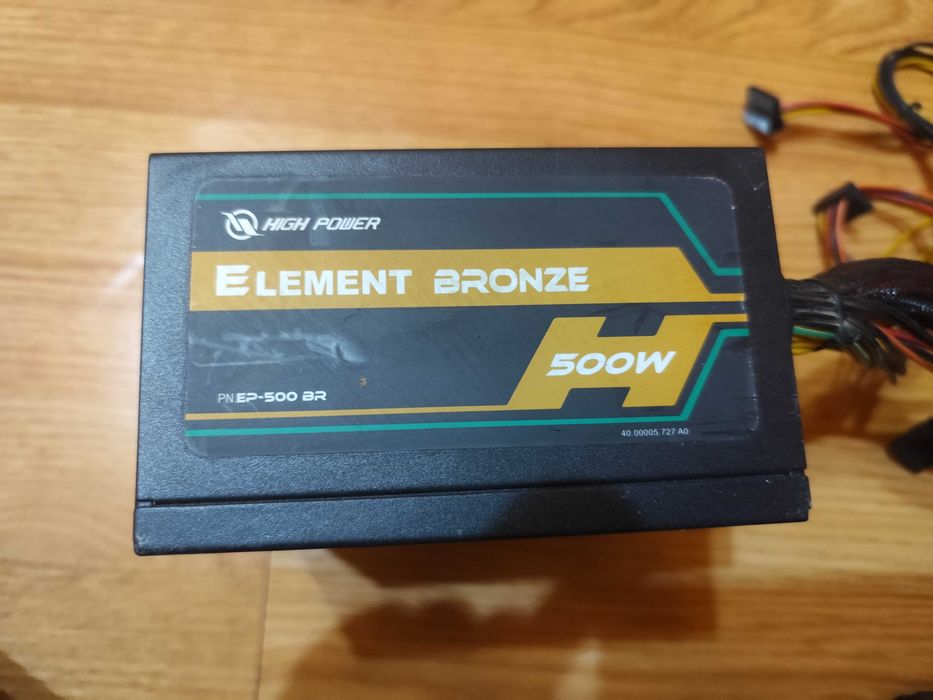 HIGH POWER
ELEMENT BRONZE
500W
PN:EP-500 BR
40.00005.727.A0